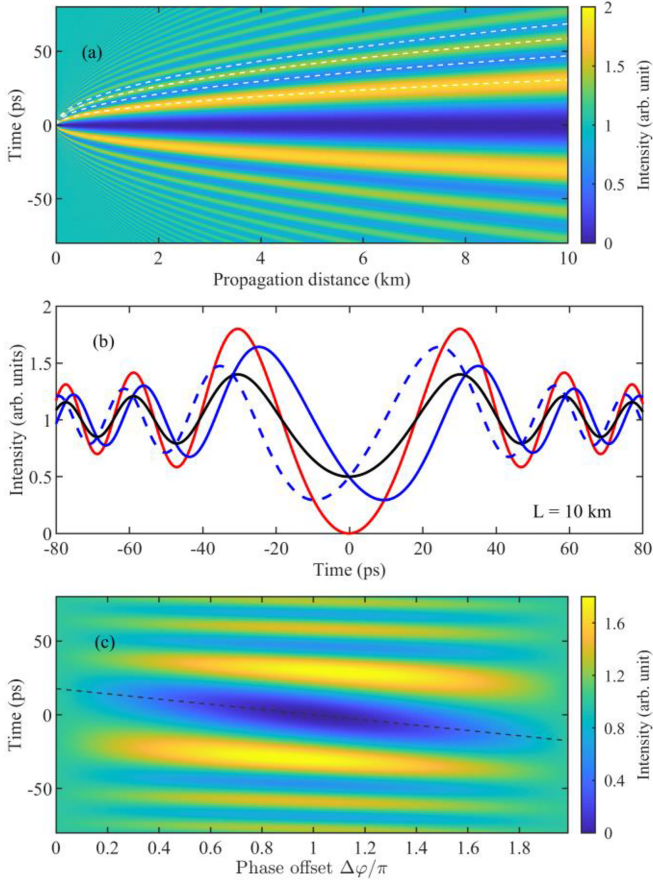 (a)
Time (ps)
50
0
-50
0 2 4 6 8 10
Propagation distance (km)
2
1.5
1
0.5
0
Intensity (arb. unit)
(b)
Intensity (arb. units)
2
1.5
1
0.5
0
L = 10 km
-80 -60 -40 -20 0 20 40 60 80
Time (ps)
(c)
Time (ps)
50
0
-50
0 0.2 0.4 0.6 0.8 1 1.2 1.4 1.6 1.8
Phase offset Δφ/π
1.6
1.2
0.8
0.4
0
Intensity (arb. unit)